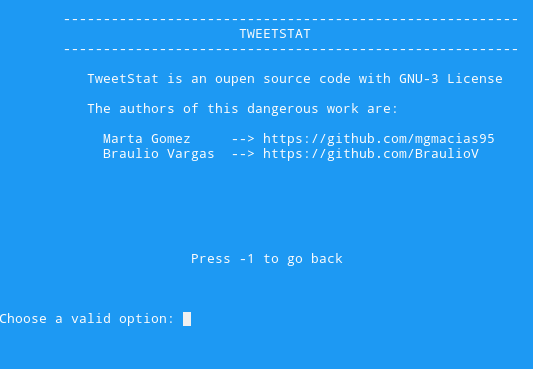 ---------------------------------------------------------
TWEETSTAT
---------------------------------------------------------
TweetStat is an oupen source code with GNU-3 License
The authors of this dangerous work are:
Marta Gomez --> https://github.com/mgmacias95
Braulio Vargas --> https://github.com/BraulioV
Press -1 to go back
Choose a valid option: